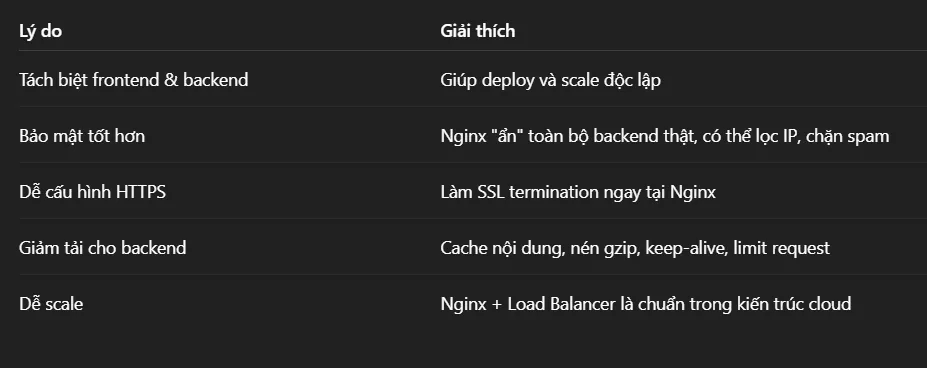 Lý do Giải thích
Tách biệt frontend & backend Giúp deploy và scale độc lập
Bảo mật tốt hơn Nginx "ẩn" toàn bộ backend thật, có thể lọc IP, chặn spam
Dễ cấu hình HTTPS Làm SSL termination ngay tại Nginx
Giảm tải cho backend Cache nội dung, nén gzip, keep-alive, limit request
Dễ scale Nginx + Load Balancer là chuẩn trong kiến trúc cloud